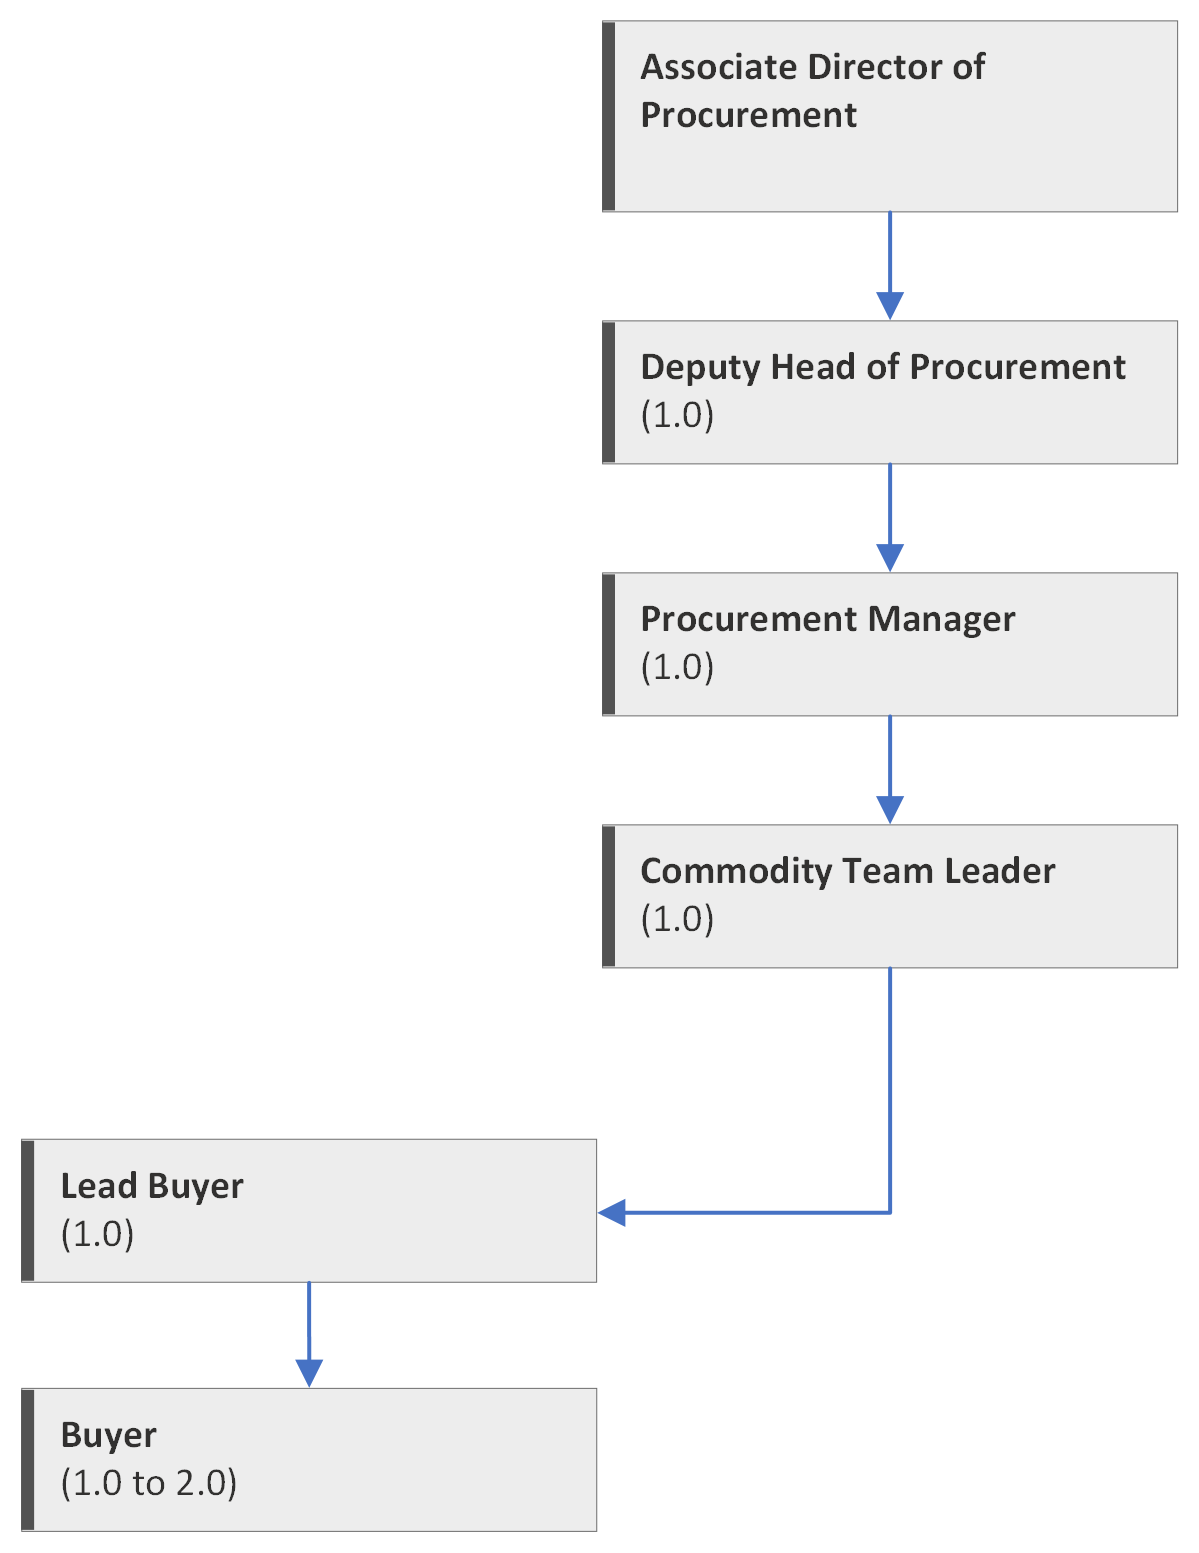 Associate Director of
Procurement
Deputy Head of Procurement
(1.0)
Procurement Manager
(1.0)
Commodity Team Leader
(1.0)
Lead Buyer
(1.0)
Buyer
(1.0 to 2.0)